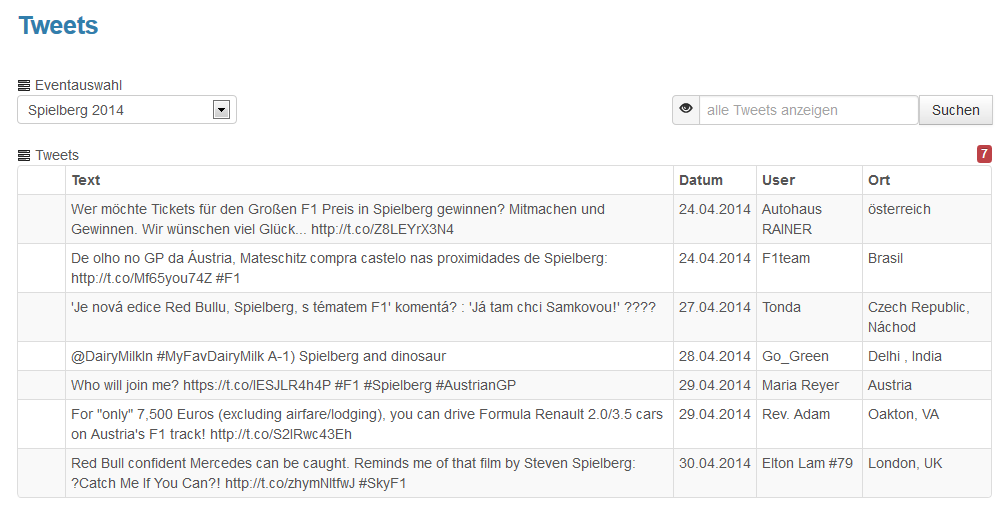 Tweets
Eventauswahl
Spielberg 2014
alle Tweets anzeigen Suchen
Tweets 7
Text Datum User Ort
Wer möchte Tickets für den Großen F1 Preis in Spielberg gewinnen? Mitmachen und 24.04.2014 Autohaus österreich
Gewinnen. Wir wünschen viel Glück... http://t.co/Z8LEYrX3N4 RAINER
De olho no GP da Áustria, Mateschitz compra castelo nas proximidades de Spielberg: 24.04.2014 F1team Brasil
http://t.co/Mf65you74Z #F1
'Je nová edice Red Bullu, Spielberg, s tématem F1' komentá? : 'Já tam chci Samkovou!' ???? 27.04.2014 Tonda Czech Republic,
Náchod
@DairyMilkIn #MyFavDairyMilk A-1) Spielberg and dinosaur 28.04.2014 Go_Green Delhi , India
Who will join me? https://t.co/lESJLR4h4P #F1 #Spielberg #AustrianGP 29.04.2014 Maria Reyer Austria
For "only" 7,500 Euros (excluding airfare/lodging), you can drive Formula Renault 2.0/3.5 cars 29.04.2014 Rev. Adam Oakton, VA
on Austria's F1 track! http://t.co/S2lRwc43Eh
Red Bull confident Mercedes can be caught. Reminds me of that film by Steven Spielberg: 30.04.2014 Elton Lam #79 London, UK
?Catch Me If You Can?! http://t.co/zhymNltfwJ #SkyF1